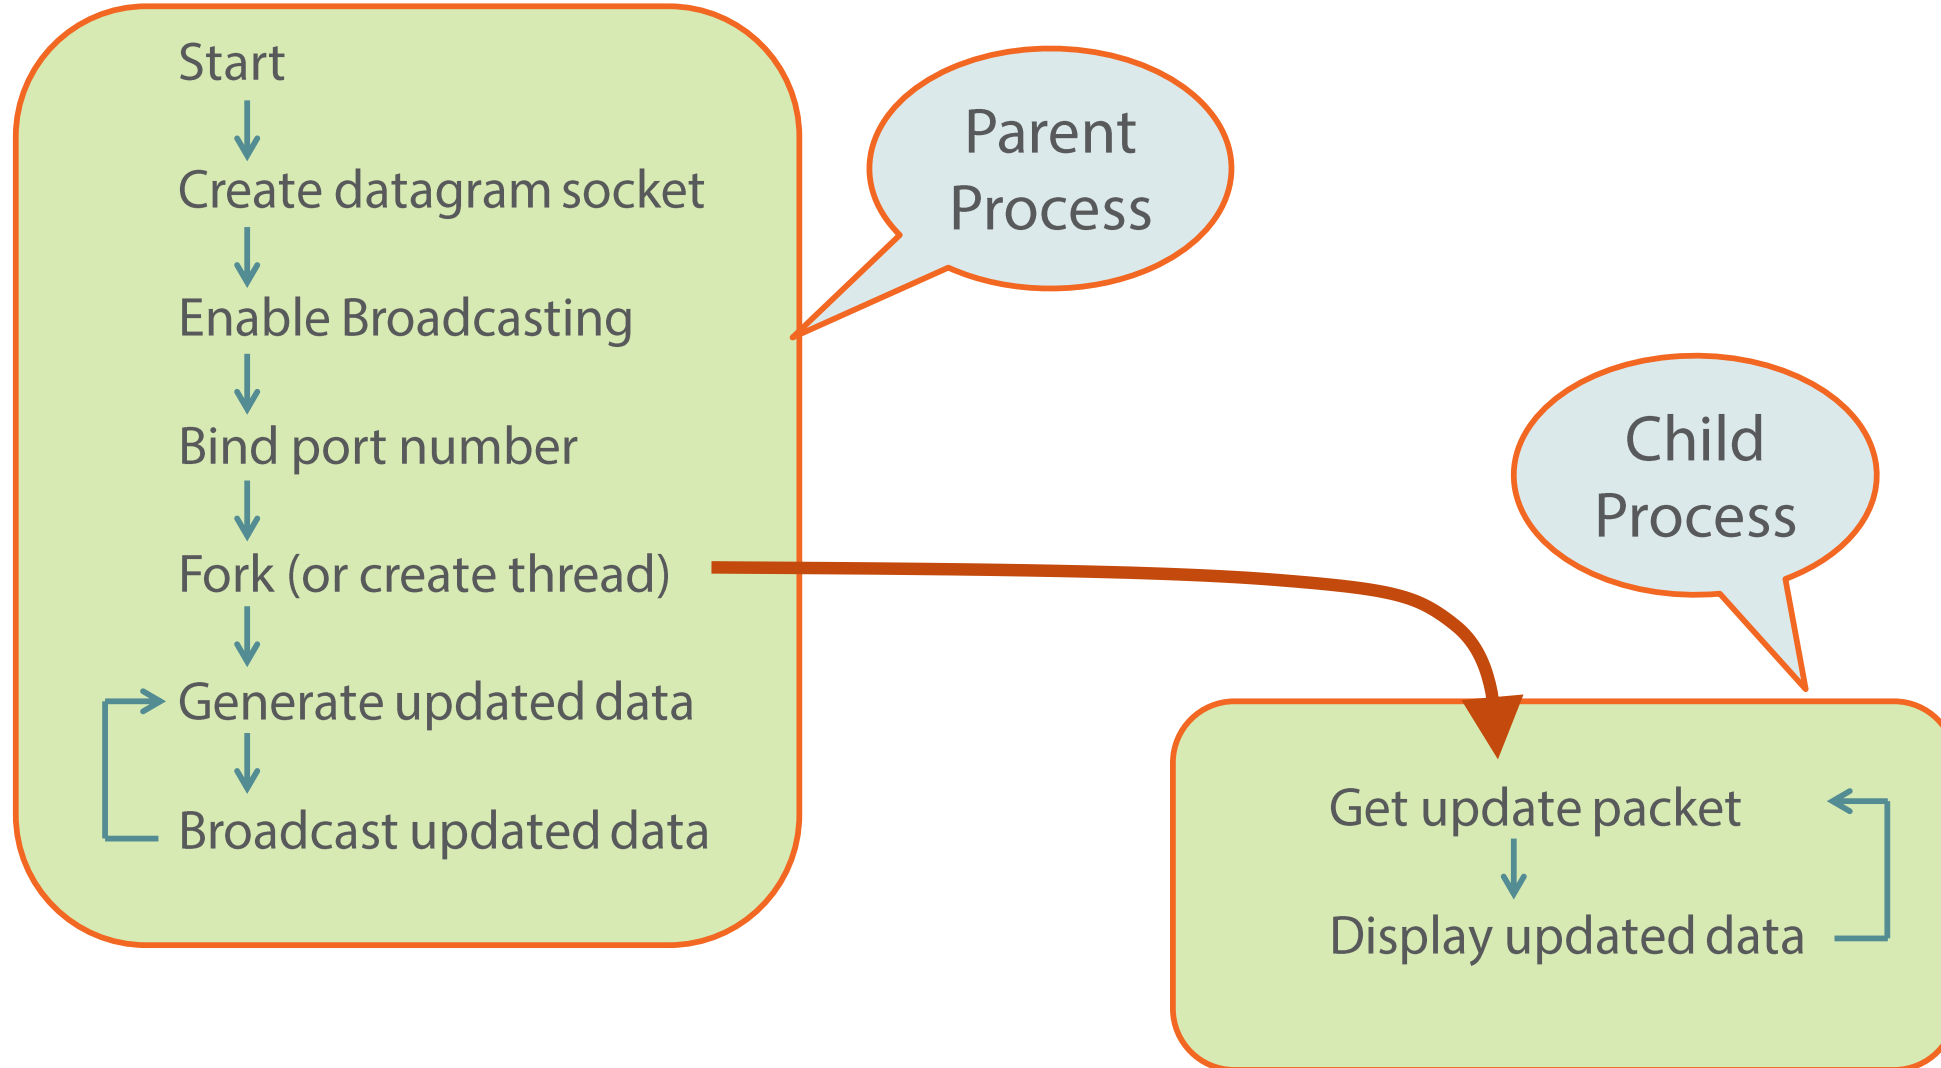 Start
Create datagram socket
Enable Broadcasting
Bind port number
Fork (or create thread)
Generate updated data
Broadcast updated data
Parent
Process
Child
Process
Get update packet
Display updated data